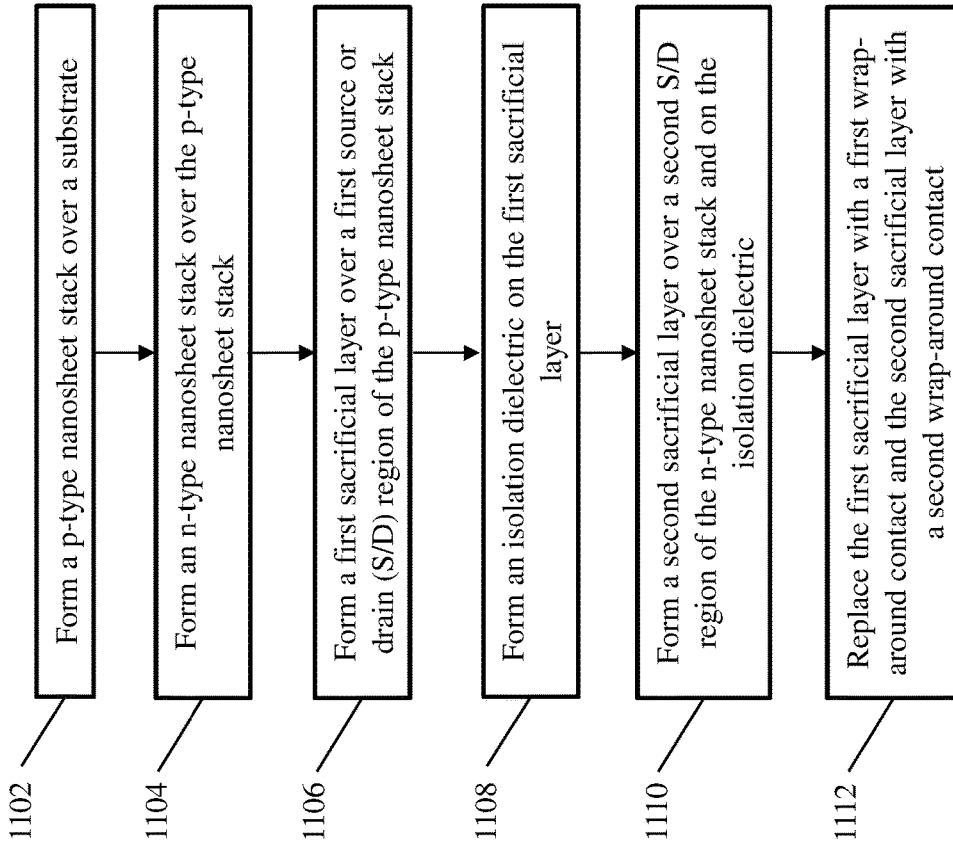 1102
Form a p-type nanosheet stack over a substrate
1104
Form an n-type nanosheet stack over the p-type
nanosheet stack
1106
Form a first sacrificial layer over a first source or
drain (S/D) region of the p-type nanosheet stack
1108
Form an isolation dielectric on the first sacrificial
layer
1110
Form a second sacrificial layer over a second S/D
region of the n-type nanosheet stack and on the
isolation dielectric
1112
Replace the first sacrificial layer with a first wrap-
around contact and the second sacrificial layer with
a second wrap-around contact